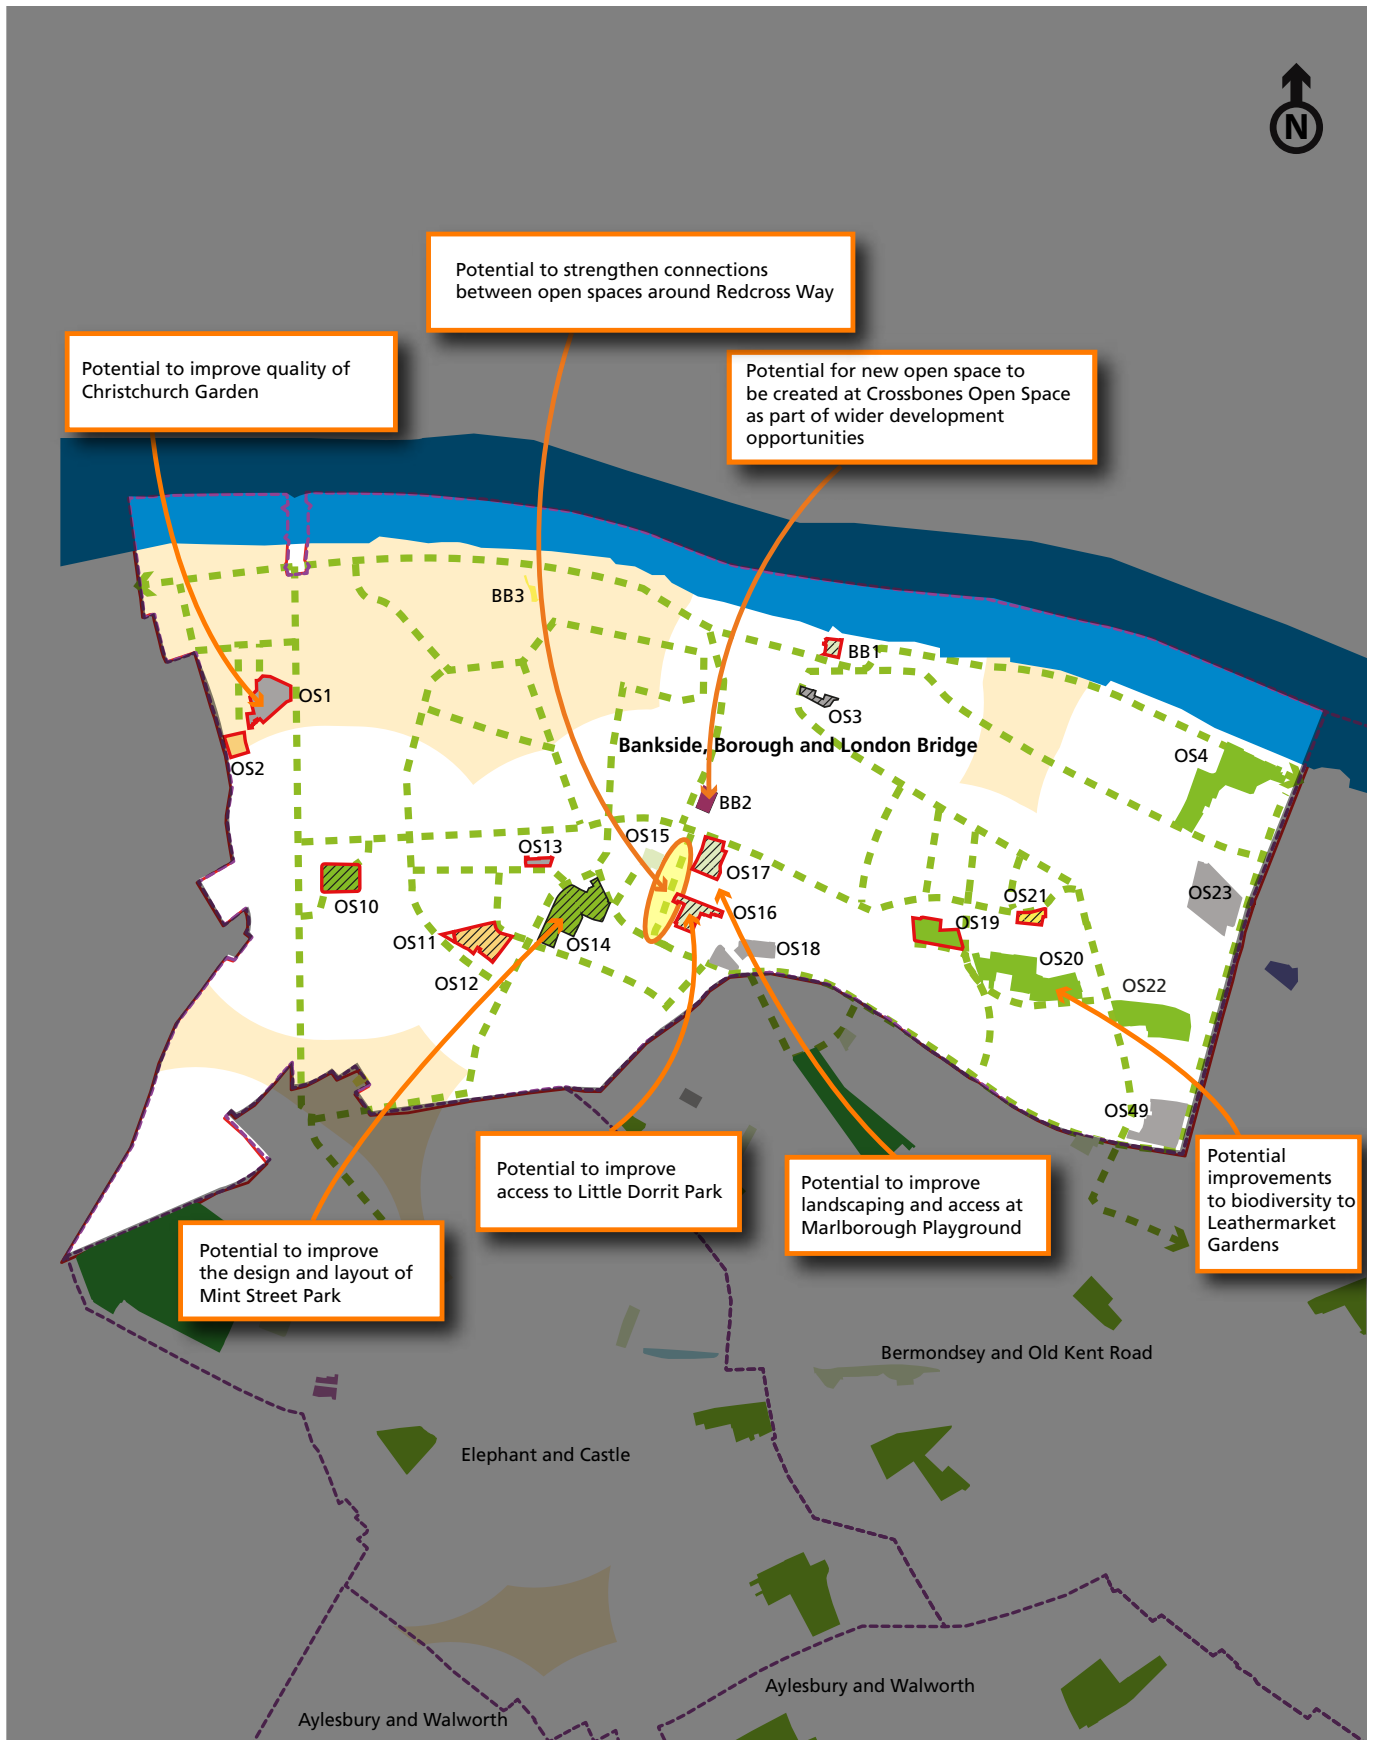 N
Potential to strengthen connections
between open spaces around Redcross Way
Potential to improve quality of
Christchurch Garden
Potential for new open space to
be created at Crossbones Open Space
as part of wider development
opportunities
BB3
BB1
OS1
OS3
Bankside, Borough and London Bridge
OS4
OS2
BB2
OS15
OS13
OS17
OS23
OS21
OS10
OS16
OS19
OS11
OS14
OS18
OS20
OS12
OS22
OS49
Potential to improve
access to Little Dorrit Park
Potential to improve
landscaping and access at
Marlborough Playground
Potential
improvements
to biodiversity to
Leathermarket
Gardens
Potential to improve
the design and layout of
Mint Street Park
Bermondsey and Old Kent Road
Elephant and Castle
Aylesbury and Walworth
Aylesbury and Walworth